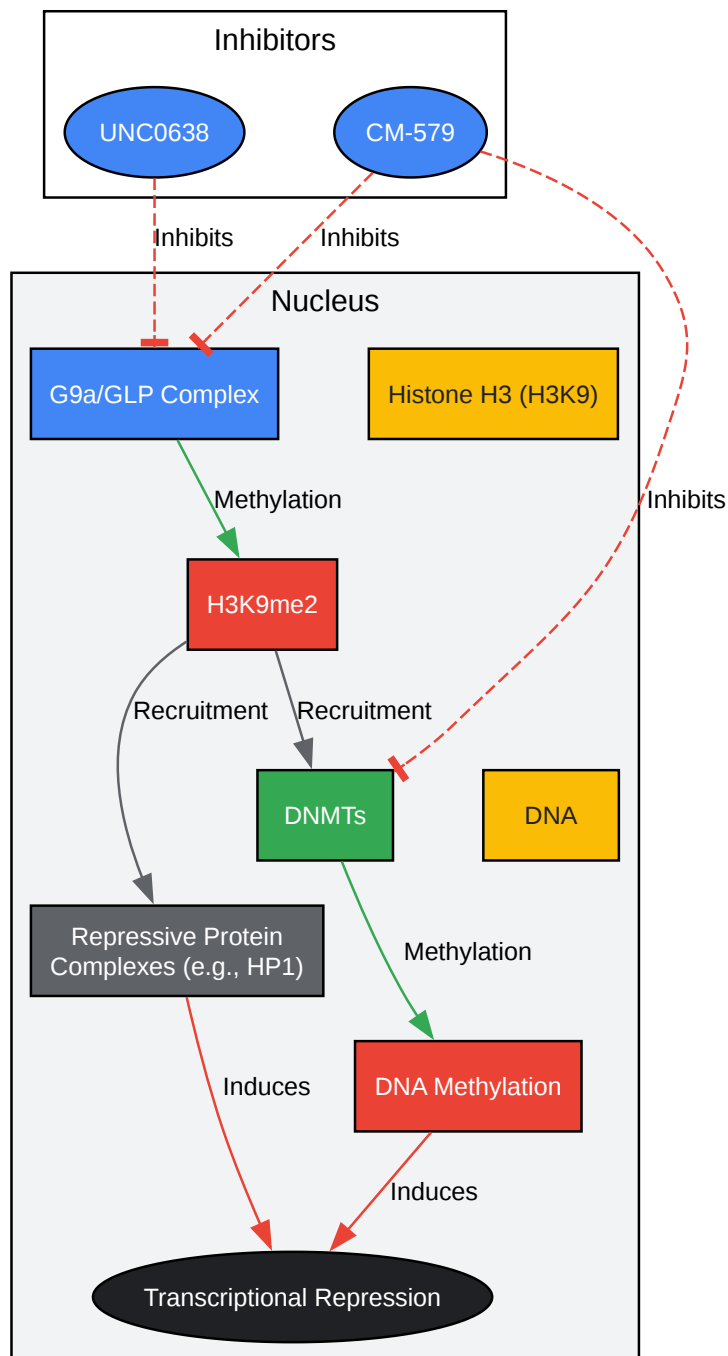 Inhibitors
UNC0638
CM-579
Inhibits
Inhibits
Nucleus
G9a/GLP Complex
Histone H3 (H3K9)
Methylation
Inhibits
H3K9me2
Recruitment
Recruitment
DNMTs
DNA
Repressive Protein
Complexes (e.g., HP1)
Methylation
DNA Methylation
Induces
Induces
Transcriptional Repression